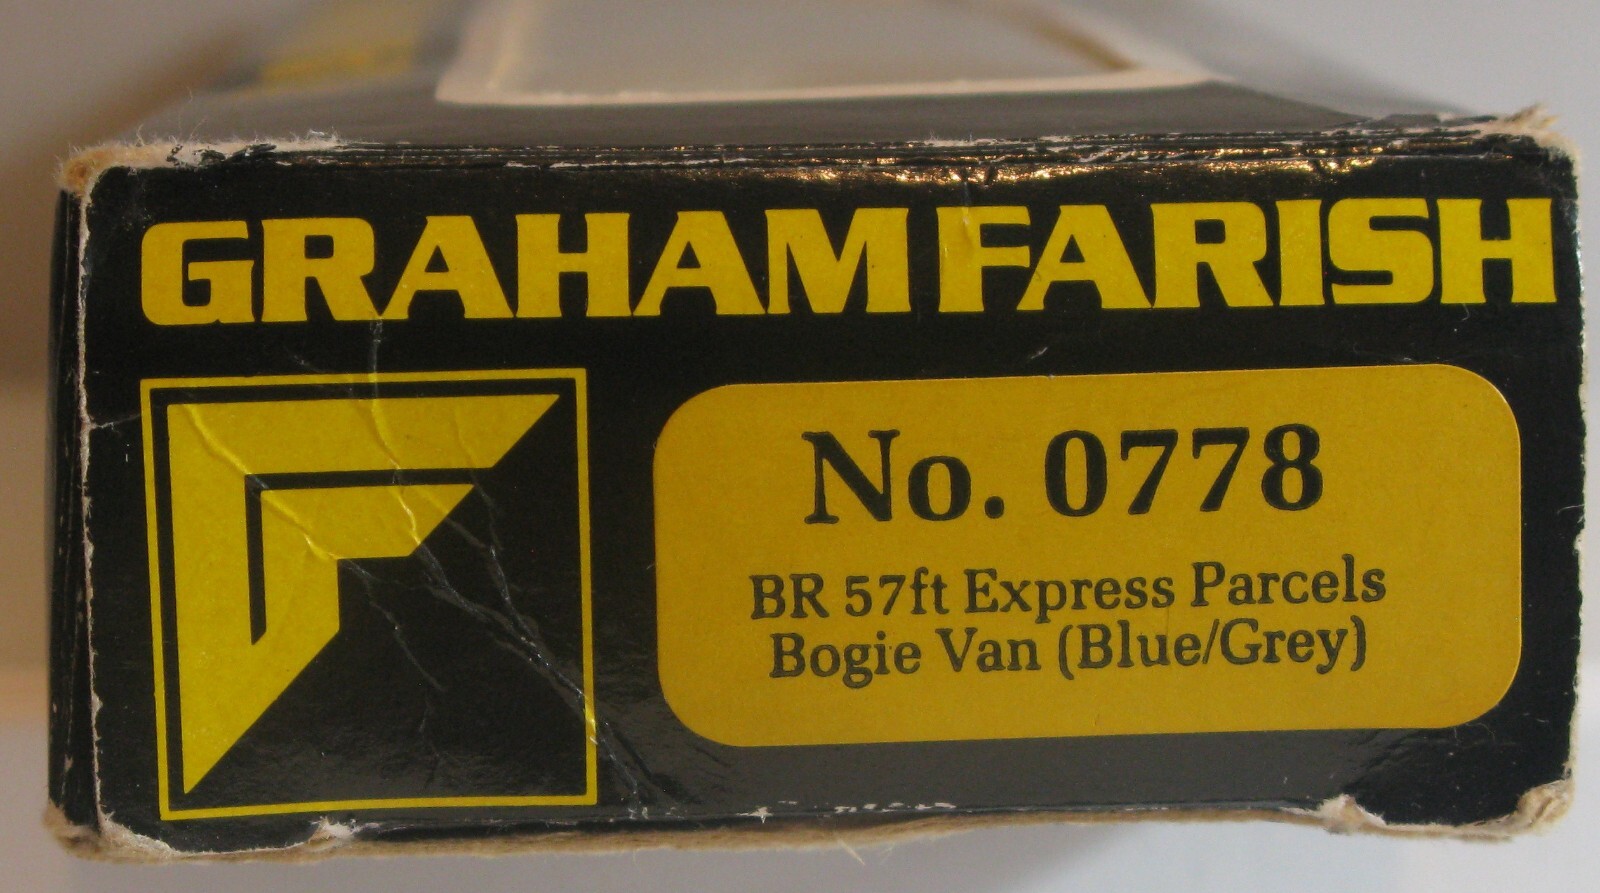 GRAHAM FARISH
No. 0778
BR 57ft Express Parcels
Bogie Van (Blue/Grey)